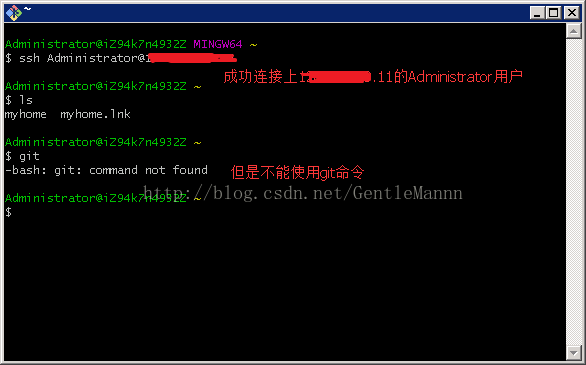 ~
Administrator@iZ94k7n4932Z MINGW64 ~
$ ssh Administrator@
成功连接上1 .11的Administrator用户
Administrator@iZ94k7n4932Z ~
$ ls
myhome myhome.lnk
Administrator@iZ94k7n4932Z ~
$ git
-bash: git: command not found
但是不能使用git命令
http://blog.csdn.net/GentleMannn
Administrator@iZ94k7n4932Z ~
$